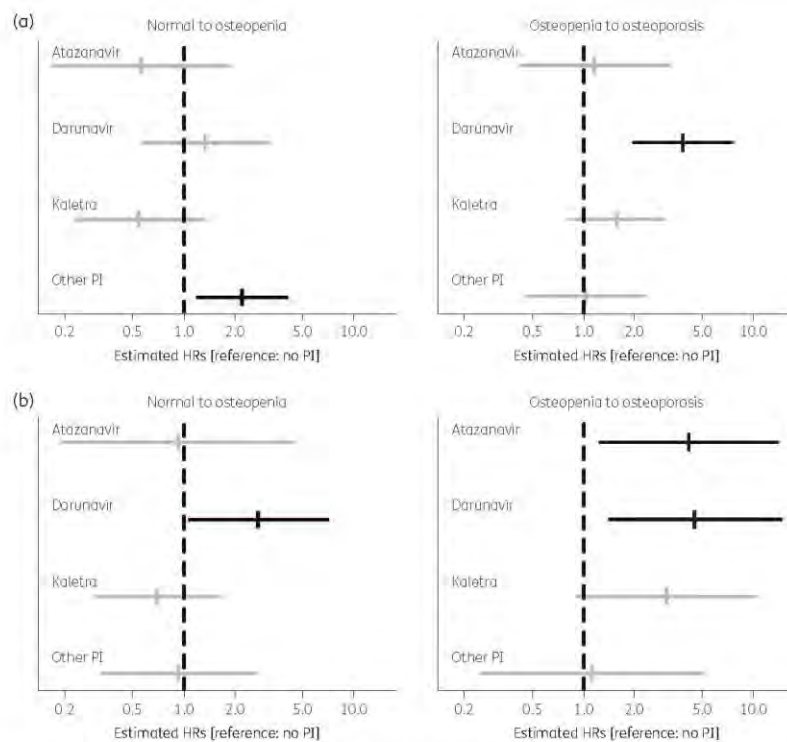 (a)
Normal to osteopenia
Osteopenia to osteoporosis
Atazanavir
Atazanavir
Darunavir
Darunavir
Kaletra
Kaletra
Other PI
Other PI
0.2 0.5 1.0 2.0 5.0 10.0
0.2 0.5 1.0 2.0 5.0 10.0
Estimated HRs [reference: no PI]
Estimated HRs [reference: no PI]
(b)
Normal to osteopenia
Osteopenia to osteoporosis
Atazanavir
Atazanavir
Darunavir
Darunavir
Kaletra
Kaletra
Other PI
Other PI
0.2 0.5 1.0 2.0 5.0 10.0
0.2 0.5 1.0 2.0 5.0 10.0
Estimated HRs [reference: no PI]
Estimated HRs [reference: no PI]